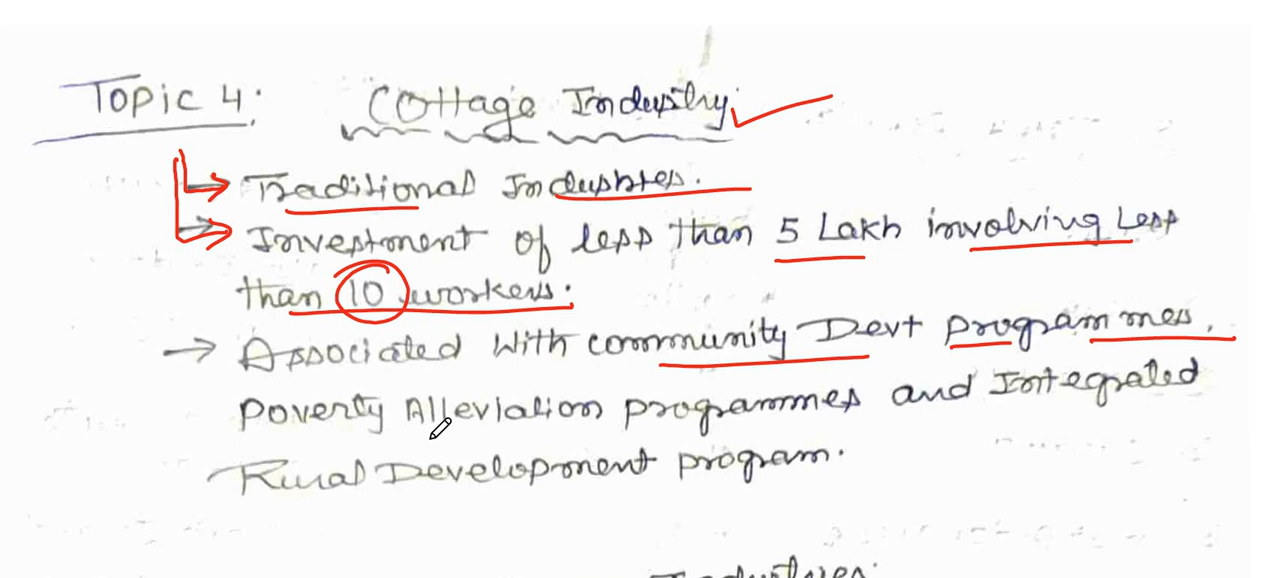 Topic 4: Cottage Industry.
→ Traditional Industries.
→ Investment of less than 5 Lakh involving Less
than 10 workers.
→ Associated with community Devt programmes,
Poverty Alleviation programmes and Integrated
Rural Development program.
Industries.